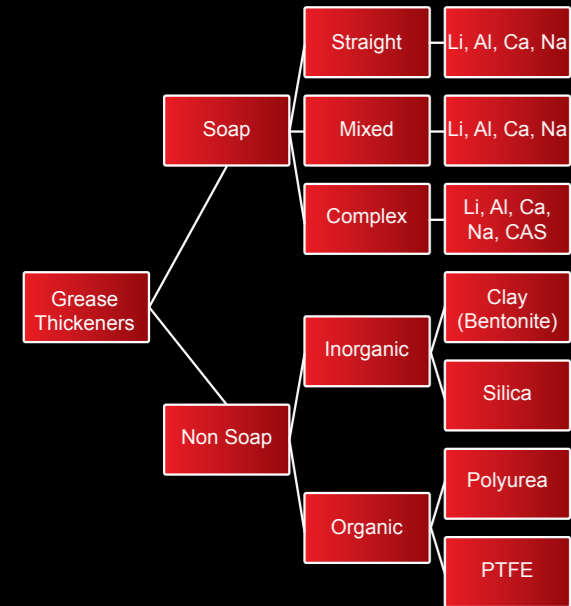 Straight
Li, Al, Ca, Na
Soap
Mixed
Li, Al, Ca, Na
Complex
Li, Al, Ca,
Na, CAS
Grease
Thickeners
Inorganic
Clay
(Bentonite)
Silica
Non Soap
Polyurea
Organic
PTFE